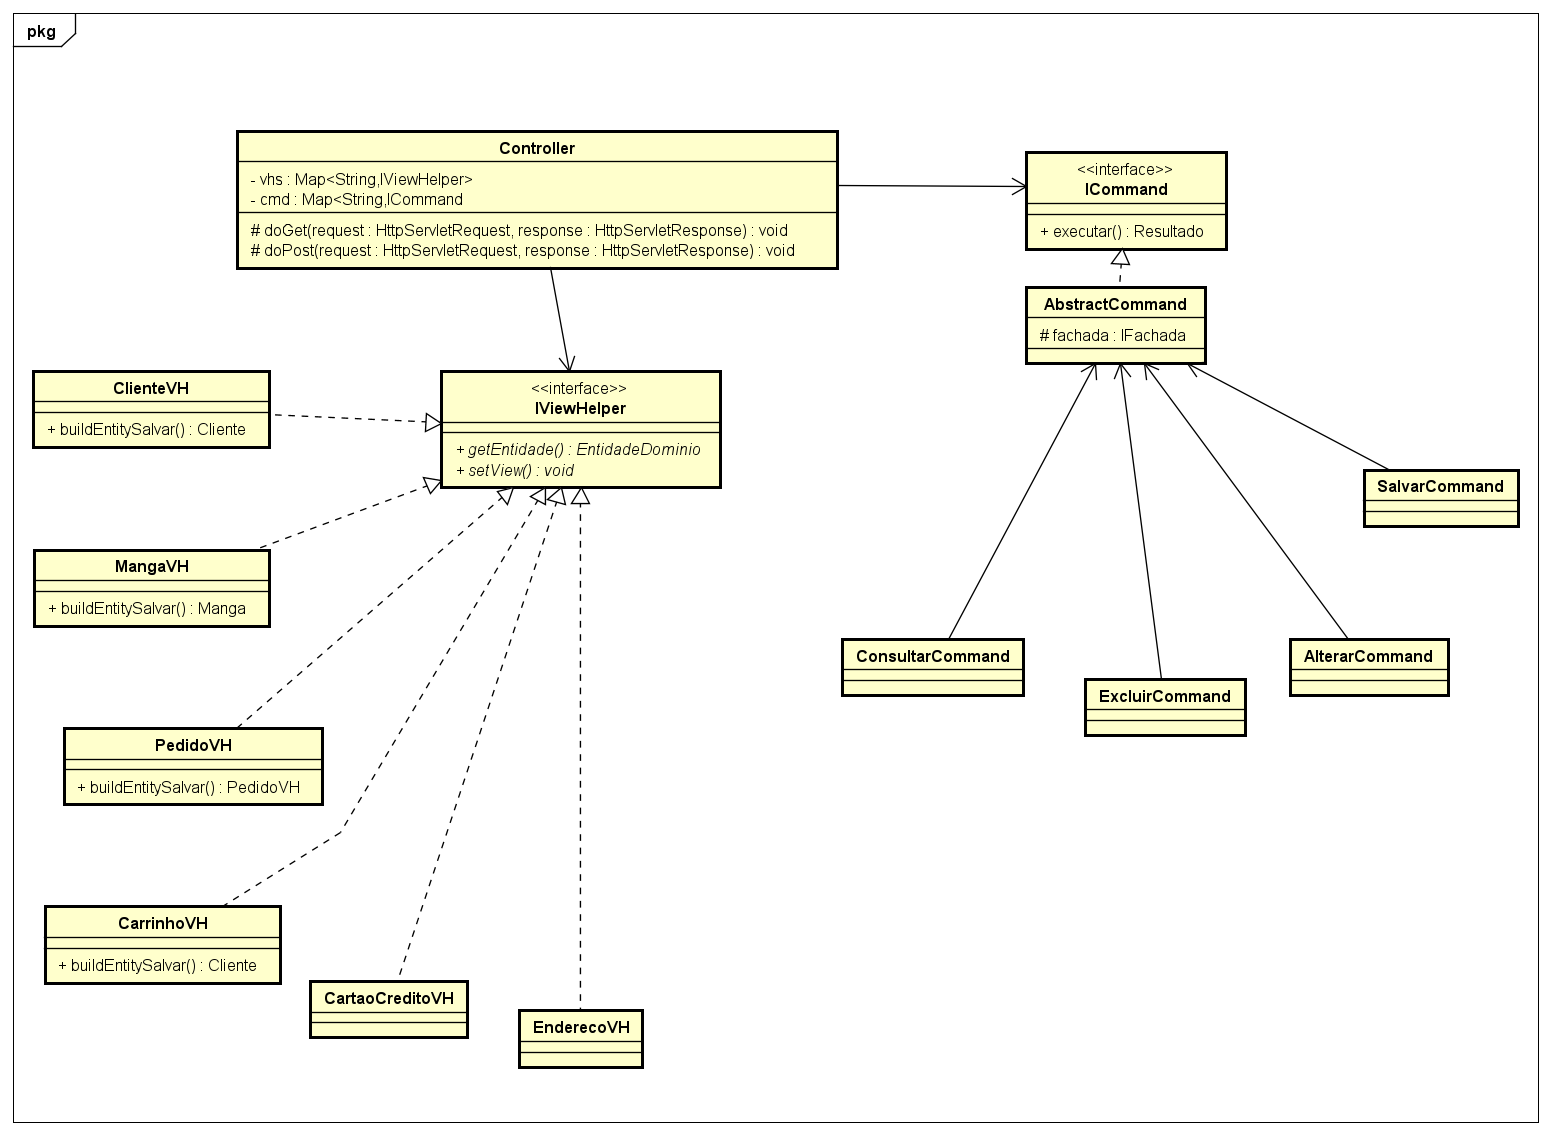 pkg
Controller
- vhs : Map<String,IViewHelper>
- cmd : Map<String,ICommand
# doGet(request : HttpServletRequest, response : HttpServletResponse) : void
# doPost(request : HttpServletRequest, response : HttpServletResponse) : void
<<interface>>
ICommand
+ executar() : Resultado
AbstractCommand
# fachada : IFachada
ClienteVH
+ buildEntitySalvar() : Cliente
<<interface>>
IViewHelper
+ getEntidade() : EntidadeDominio
+ setView() : void
SalvarCommand
MangaVH
+ buildEntitySalvar() : Manga
ConsultarCommand
ExcluirCommand
AlterarCommand
PedidoVH
+ buildEntitySalvar() : PedidoVH
CarrinhoVH
+ buildEntitySalvar() : Cliente
CartaoCreditoVH
EnderecoVH